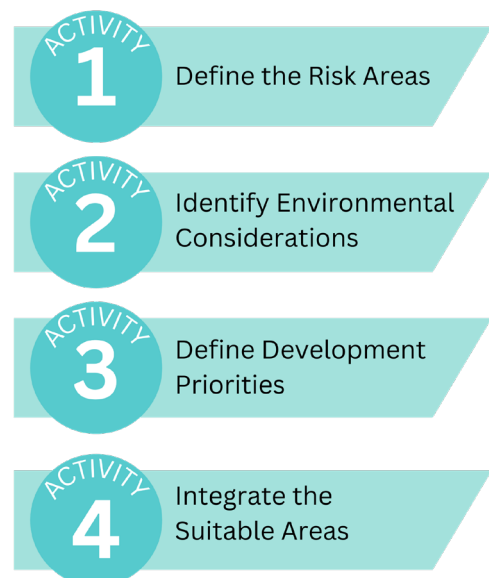 ACTIVITY
1
Define the Risk Areas
ACTIVITY
2
Identify Environmental
Considerations
ACTIVITY
3
Define Development
Priorities
ACTIVITY
4
Integrate the
Suitable Areas